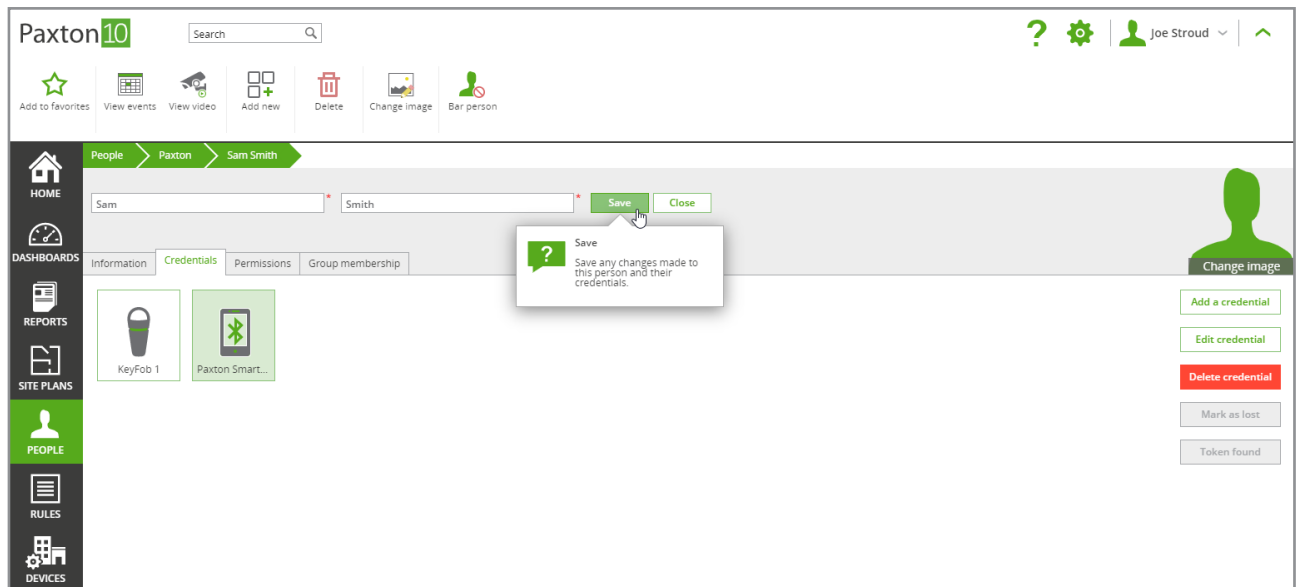 Paxton10
Search
Joe Stroud
Add to favorites
View events
View video
Add new
Delete
Change image
Bar person
People
Paxton
Sam Smith
HOME
Sam *
Smith *
Save
Close
?
Save
Save any changes made to
this person and their
credentials.
DASHBOARDS
Information
Credentials
Permissions
Group membership
Change image
REPORTS
KeyFob 1
Paxton Smart...
Add a credential
Edit credential
Delete credential
Mark as lost
Token found
SITE PLANS
PEOPLE
RULES
DEVICES